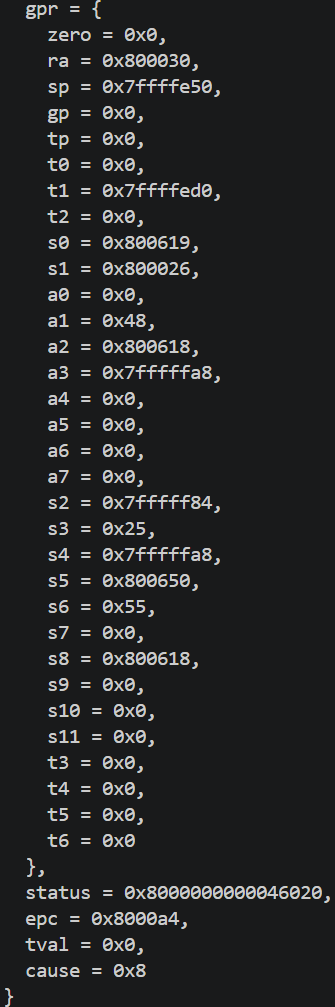 gpr = {
zero = 0x0,
ra = 0x800030,
sp = 0x7ffffe50,
gp = 0x0,
tp = 0x0,
t0 = 0x0,
t1 = 0x7ffffed0,
t2 = 0x0,
s0 = 0x800619,
s1 = 0x800026,
a0 = 0x0,
a1 = 0x48,
a2 = 0x800618,
a3 = 0x7fffffa8,
a4 = 0x0,
a5 = 0x0,
a6 = 0x0,
a7 = 0x0,
s2 = 0x7fffff84,
s3 = 0x25,
s4 = 0x7fffffa8,
s5 = 0x800650,
s6 = 0x55,
s7 = 0x0,
s8 = 0x800618,
s9 = 0x0,
s10 = 0x0,
s11 = 0x0,
t3 = 0x0,
t4 = 0x0,
t5 = 0x0,
t6 = 0x0
},
status = 0x8000000000046020,
epc = 0x8000a4,
tval = 0x0,
cause = 0x8
}